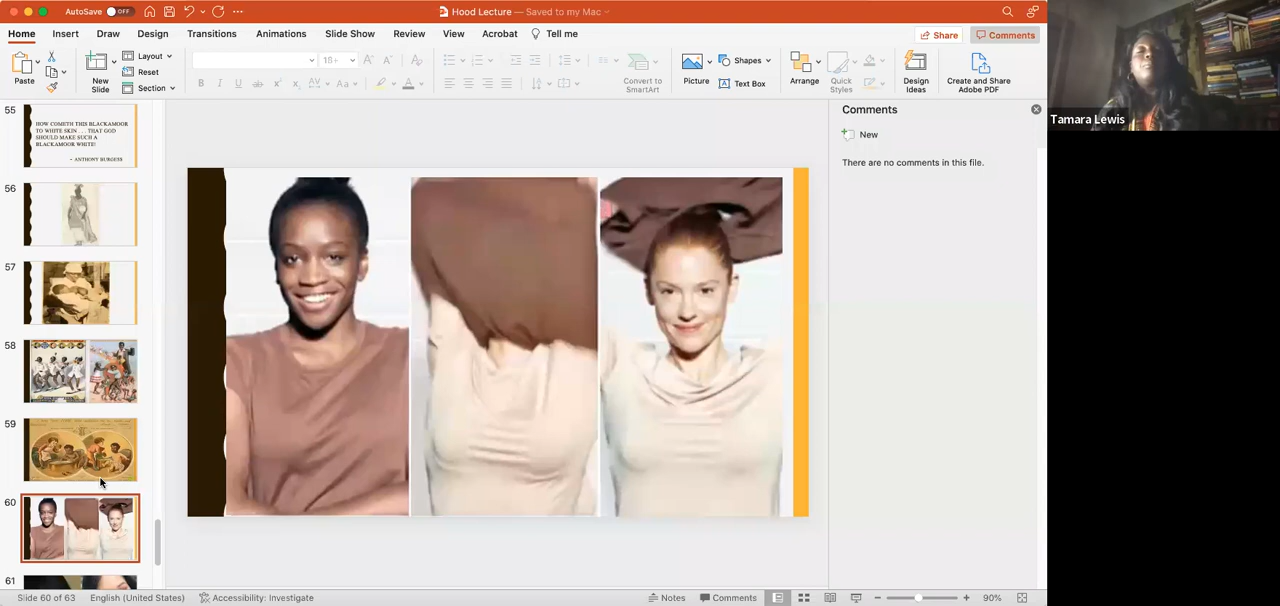 AutoSave OFF
Hood Lecture — Saved to my Mac
Home Insert Draw Design Transitions Animations Slide Show Review View Acrobat Tell me
Share Comments
Paste
New
Slide
Layout
Reset
Section
18+
Convert to
SmartArt
Picture
Shapes
Text Box
Arrange
Quick
Styles
Design
Ideas
Create and Share
Adobe PDF
Tamara Lewis
Comments
New
There are no comments in this file.
55
HOW COMETH THIS BLACKAMOOR
TO WHITE SKIN . . . THAT GOD
SHOULD MAKE SUCH A
BLACKAMOOR WHITE!
- ANTHONY BURGESS
56
57
58
59
60
61
Slide 60 of 63 English (United States) Accessibility: Investigate Notes Comments 90%